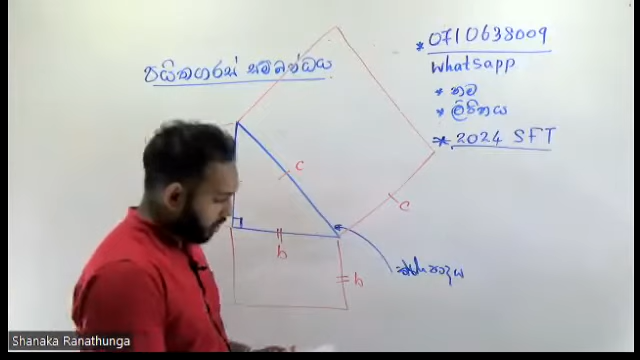 පයිතගරස් සම්බන්ධය
* 0710638009
whatsapp
* නම
* ලිපිනය
* 2024 SFT
c
c
b
b
Shanaka Ranathunga